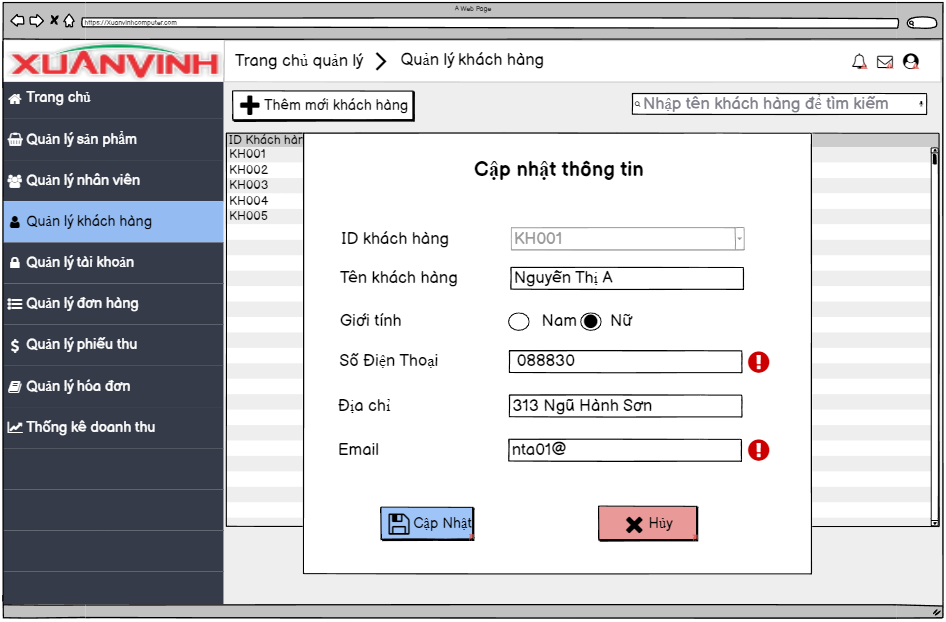 A Web Page
https://Xuanvinhcomputer.com
XUÂNVINH
Trang chủ quản lý
Quản lý khách hàng
Trang chủ
Quản lý sản phẩm
Quản lý nhân viên
Quản lý khách hàng
Quản lý tài khoản
Quản lý đơn hàng
$ Quản lý phiếu thu
Quản lý hóa đơn
Thống kê doanh thu
Thêm mới khách hàng
Nhập tên khách hàng để tìm kiếm
ID Khách hàn
KH001
KH002
KH003
KH004
KH005
Cập nhật thông tin
ID khách hàng KH001
Tên khách hàng Nguyễn Thị A
Giới tính Nam Nữ
Số Điện Thoại 088830
Địa chỉ 313 Ngũ Hành Sơn
Email nta01@
Cập Nhật
Hủy